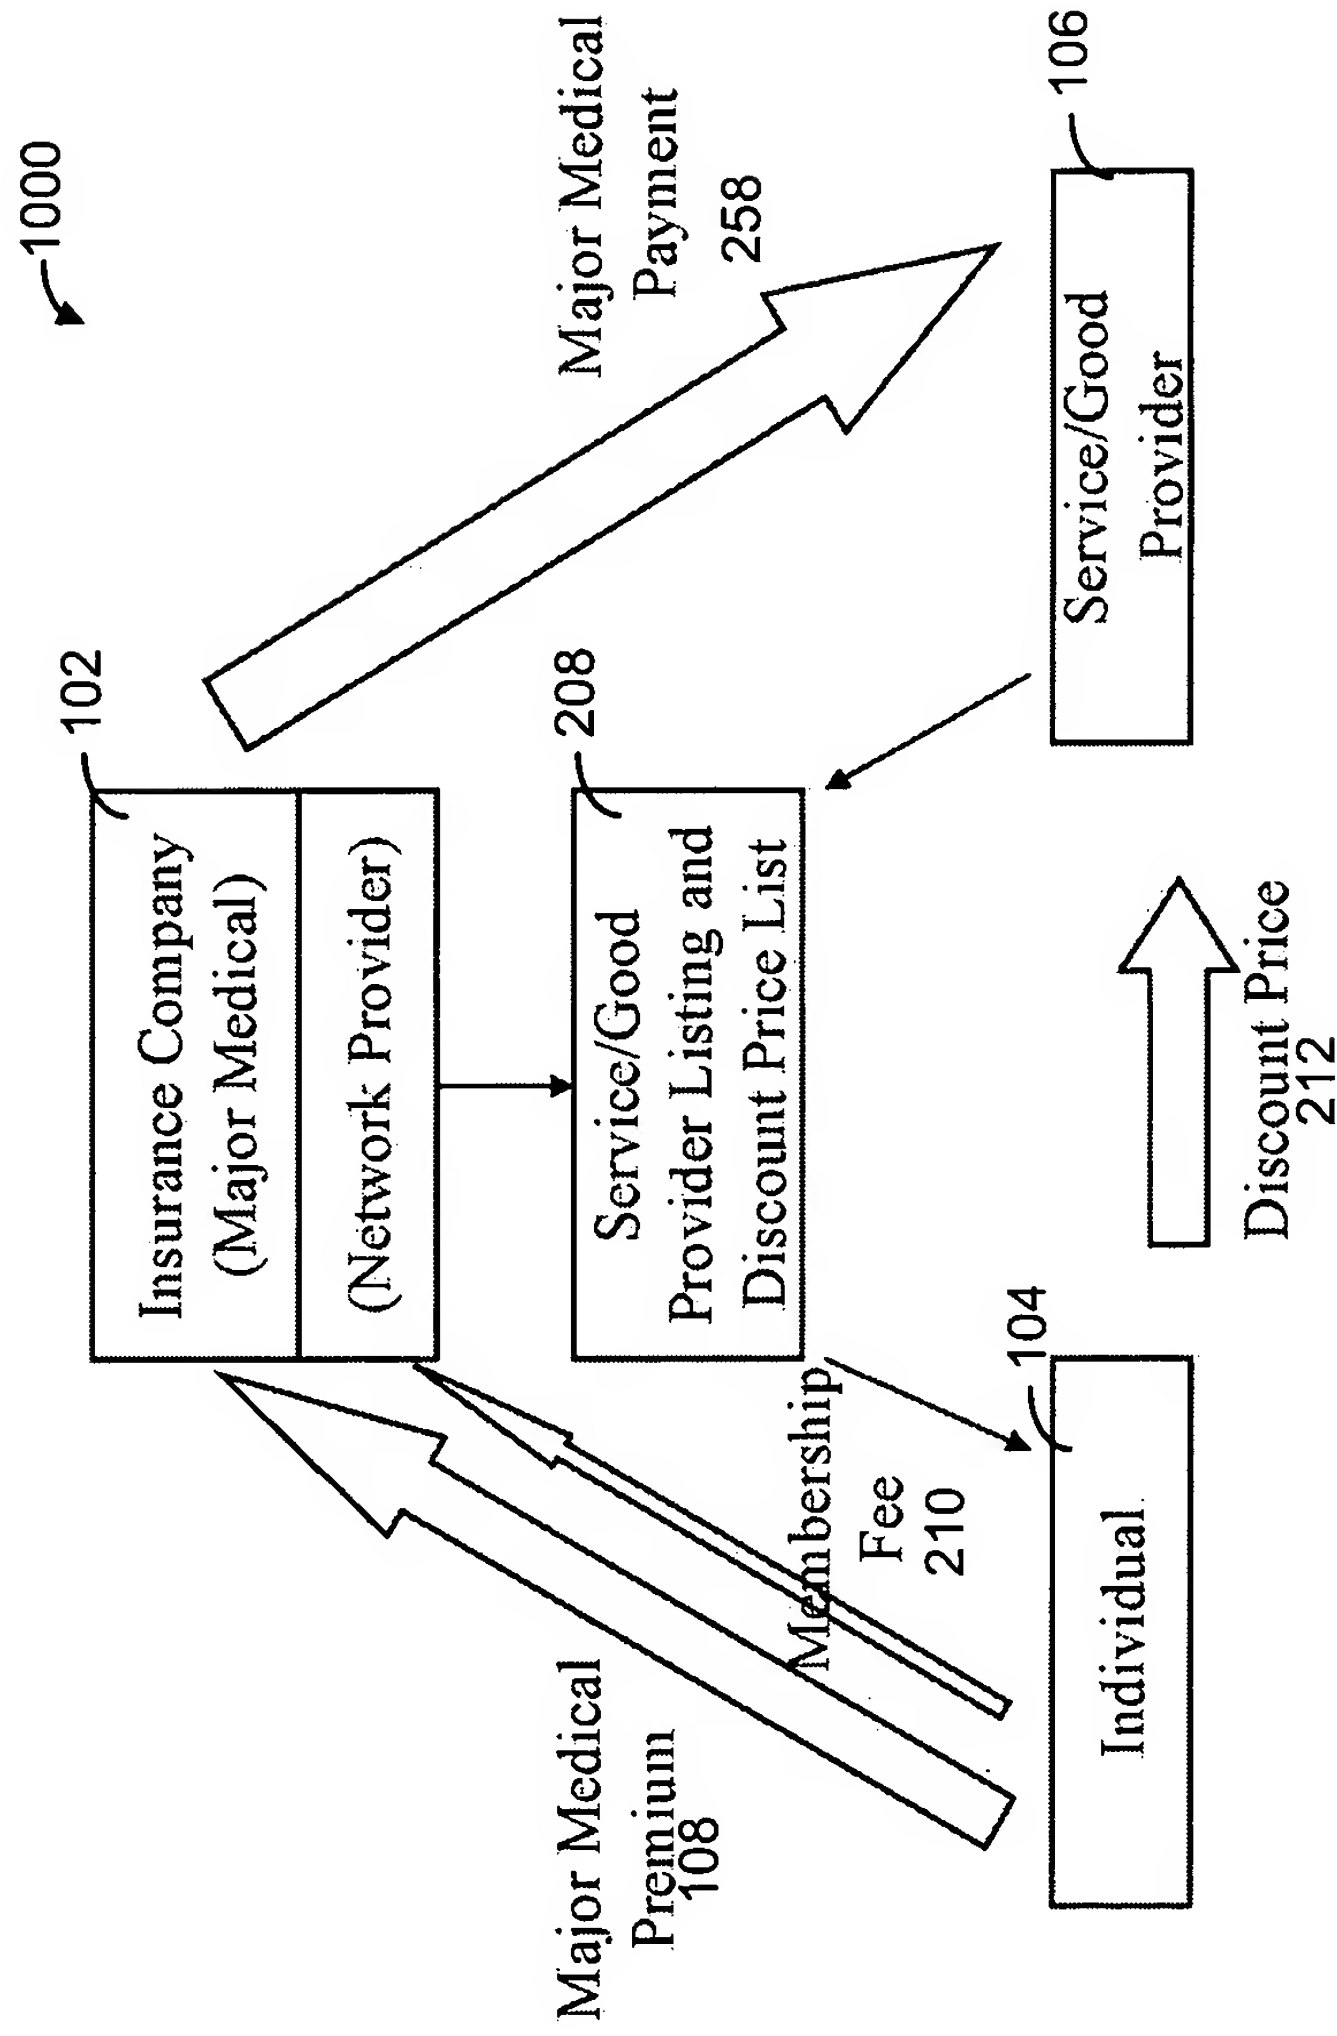 1000
102
Insurance Company
(Major Medical)
(Network Provider)
Major Medical
Payment
258
Major Medical
Premium
108
208
Service/Good
Provider Listing and
Discount Price List
Membership
Fee
210
104
Individual
106
Service/Good
Provider
Discount Price
212